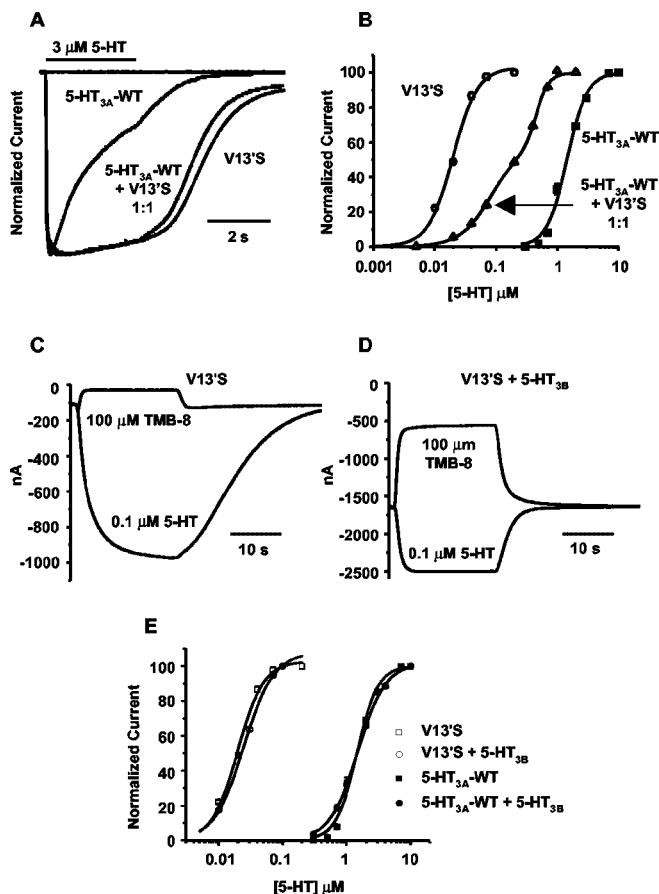 A
3 μM 5-HT
5-HT3A-WT
5-HT3A-WT
+ V13'S
1:1
V13'S
2 s
Normalized Current
B
Normalized Current
100
80
60
40
20
0
V13'S
5-HT3A-WT
5-HT3A-WT
+ V13'S
1:1
0.001
0.01
0.1
1
10
[5-HT] μM
C
V13'S
nA
0
-200
-400
-600
-800
-1000
100 μM TMB-8
0.1 μM 5-HT
10 s
D
V13'S + 5-HT3B
0
-500
-1000
-1500
-2000
-2500
100 μm
TMB-8
0.1 μM 5-HT
10 s
E
Normalized Current
100
80
60
40
20
0
V13'S
V13'S + 5-HT3B
5-HT3A-WT
5-HT3A-WT + 5-HT3B
0.01
0.1
1
10
[5-HT] μM